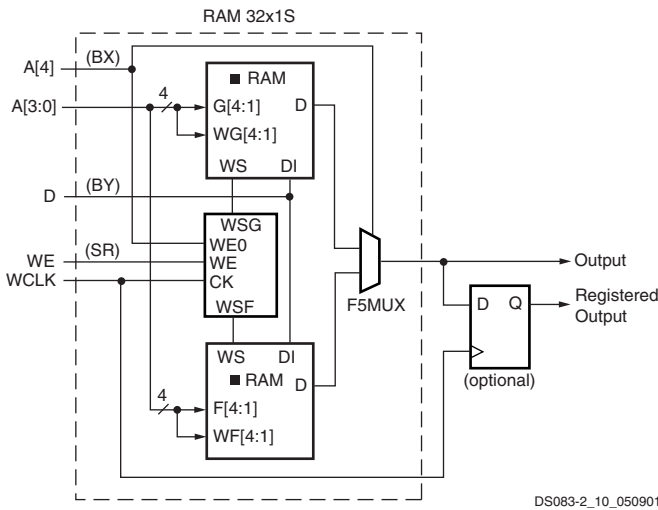 RAM 32x1S
A[4]
(BX)
A[3:0]
4
RAM
G[4:1]
D
WG[4:1]
WS
DI
D
(BY)
WSG
WE0
WE
(SR)
WE
WCLK
CK
WSF
F5MUX
Output
D
Q
Registered
Output
(optional)
WS
DI
RAM
D
4
F[4:1]
WF[4:1]
DS083-2_10_050901